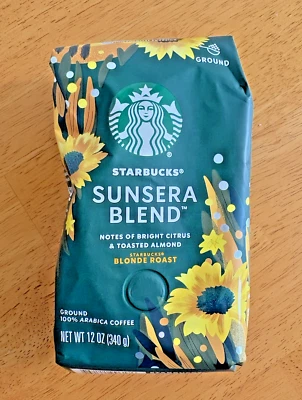 GROUND
STARBUCKS®
SUNSERA
BLEND™
NOTES OF BRIGHT CITRUS
& TOASTED ALMOND
STARBUCKS®
BLONDE ROAST
GROUND
100% ARABICA COFFEE
NET WT 12 OZ (340 g)